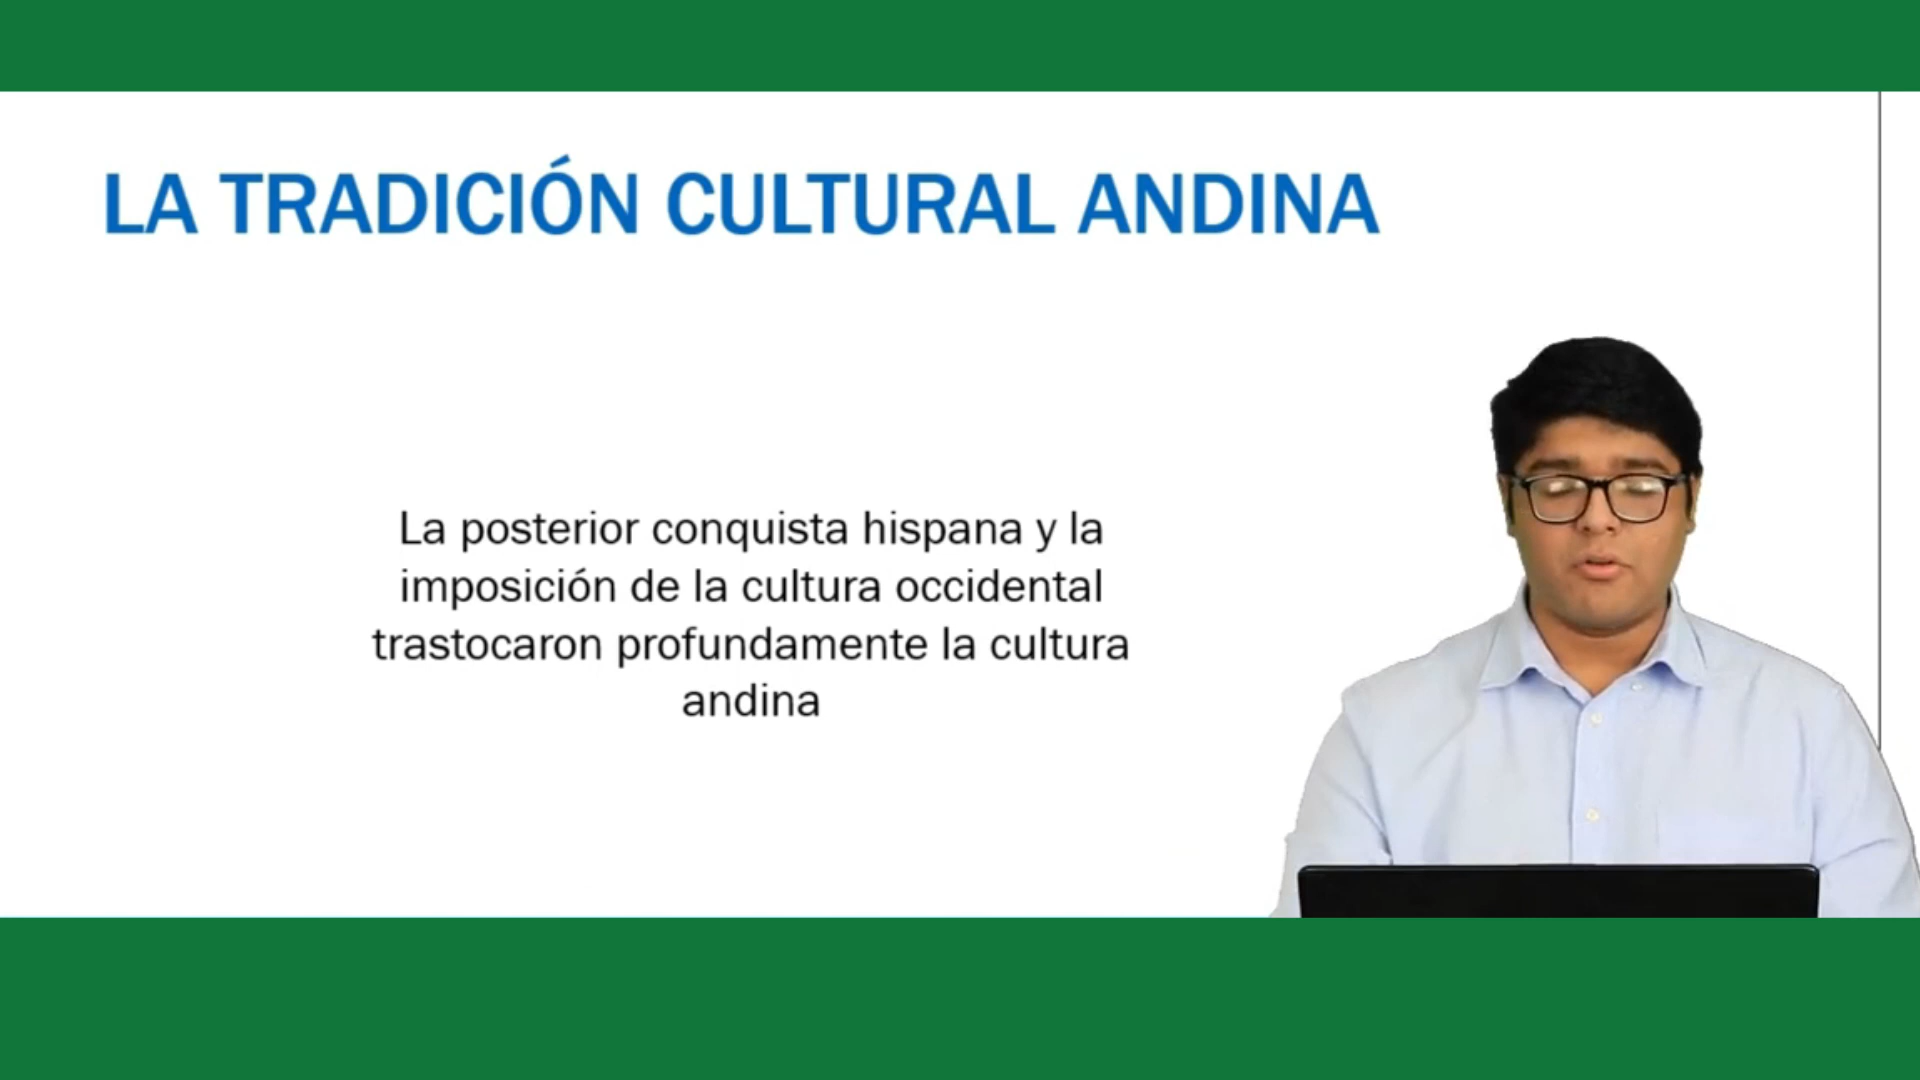 LA TRADICIÓN CULTURAL ANDINA
La posterior conquista hispana y la
imposición de la cultura occidental
trastocaron profundamente la cultura
andina